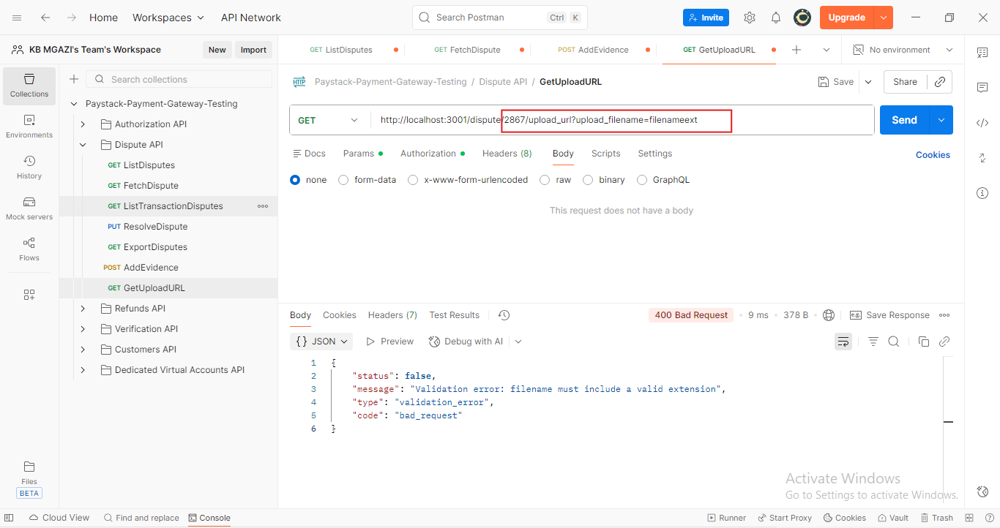 Home Workspaces API Network Search Postman Ctrl K Invite Upgrade
KB MGAZI's Team's Workspace New Import GET ListDisputes GET FetchDispute POST AddEvidence GET GetUploadURL No environment
Collections
Environments
History
Mock servers
Flows
Files
BETA
Search collections
Paystack-Payment-Gateway-Testing
Authorization API
Dispute API
GET ListDisputes
GET FetchDispute
GET ListTransactionDisputes
PUT ResolveDispute
GET ExportDisputes
POST AddEvidence
GET GetUploadURL
Refunds API
Verification API
Customers API
Dedicated Virtual Accounts API
HTTP Paystack-Payment-Gateway-Testing / Dispute API / GetUploadURL Save Share
GET http://localhost:3001/dispute/2867/upload_url?upload_filename=filenameext Send
Docs Params Authorization Headers (8) Body Scripts Settings Cookies
none form-data x-www-form-urlencoded raw binary GraphQL
This request does not have a body
Body Cookies Headers (7) Test Results 400 Bad Request 9 ms 378 B e.g. Save Response
{} JSON Preview Debug with AI
1 {
2 "status": false,
3 "message": "Validation error: filename must include a valid extension",
4 "type": "validation_error",
5 "code": "bad_request"
6 }
Activate Windows
Go to Settings to activate Windows.
Cloud View Find and replace Console Runner Start Proxy Cookies Vault Trash